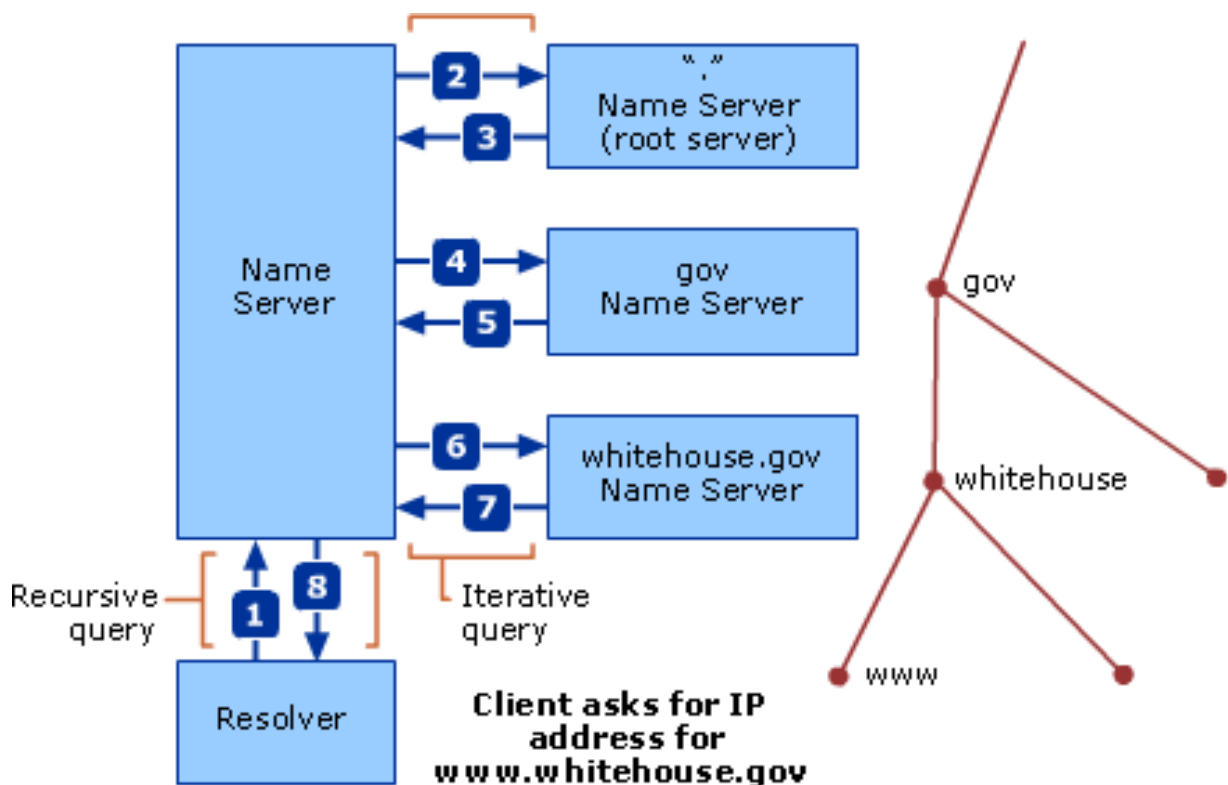 2
"."
Name Server
(root server)
3
Name
Server
4
gov
Name Server
5
gov
6
whitehouse.gov
Name Server
7
whitehouse
Recursive
query
1
8
Iterative
query
www
Resolver
Client asks for IP
address for
www.whitehouse.gov